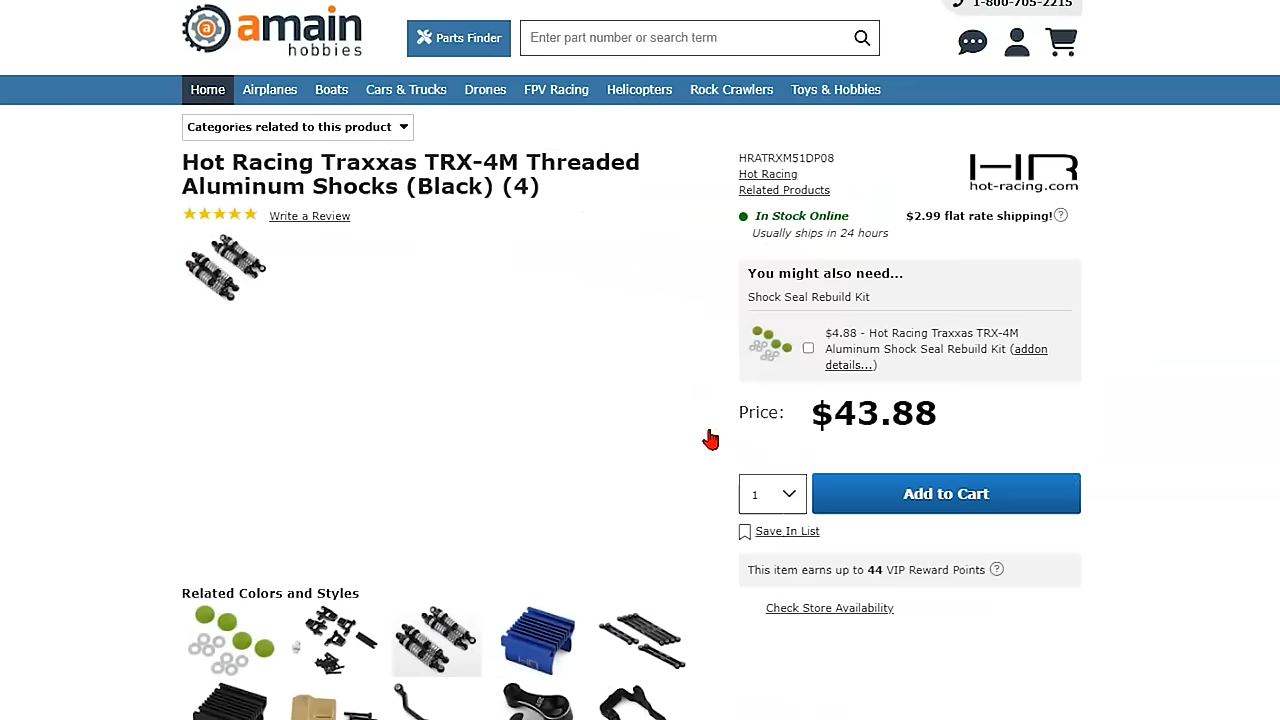 1-800-705-2215
amain
hobbies
Parts Finder
Enter part number or search term
Home Airplanes Boats Cars & Trucks Drones FPV Racing Helicopters Rock Crawlers Toys & Hobbies
Categories related to this product
Hot Racing Traxxas TRX-4M Threaded
Aluminum Shocks (Black) (4)
Write a Review
HRATRXM51DP08
Hot Racing
Related Products
HR
hot-racing.com
In Stock Online
$2.99 flat rate shipping!?
Usually ships in 24 hours
You might also need...
Shock Seal Rebuild Kit
$4.88 - Hot Racing Traxxas TRX-4M
Aluminum Shock Seal Rebuild Kit (addon
details...)
Price: $43.88
1
Add to Cart
Save In List
This item earns up to 44 VIP Reward Points ?
Check Store Availability
Related Colors and Styles